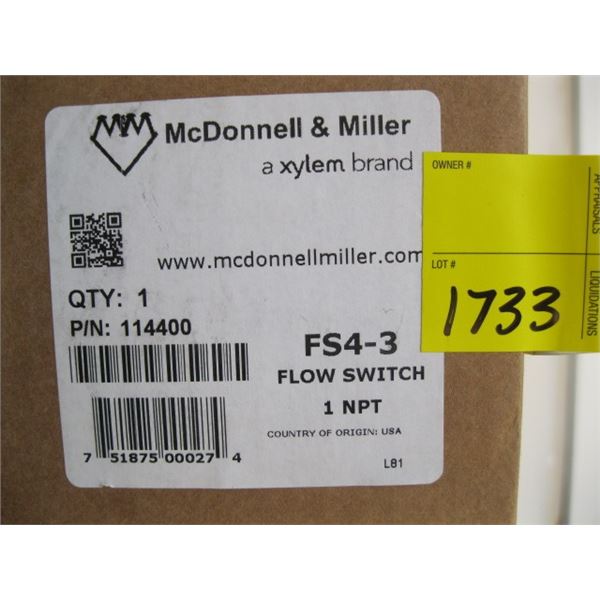 McDonnell & Miller
a xylem brand
www.mcdonnellmiller.com
QTY: 1
P/N: 114400
FS4-3
FLOW SWITCH
1 NPT
COUNTRY OF ORIGIN: USA
7 51875 00027 4
L81
OWNER #
LOT #
1733
APPRAISALS
LIQUIDATIONS